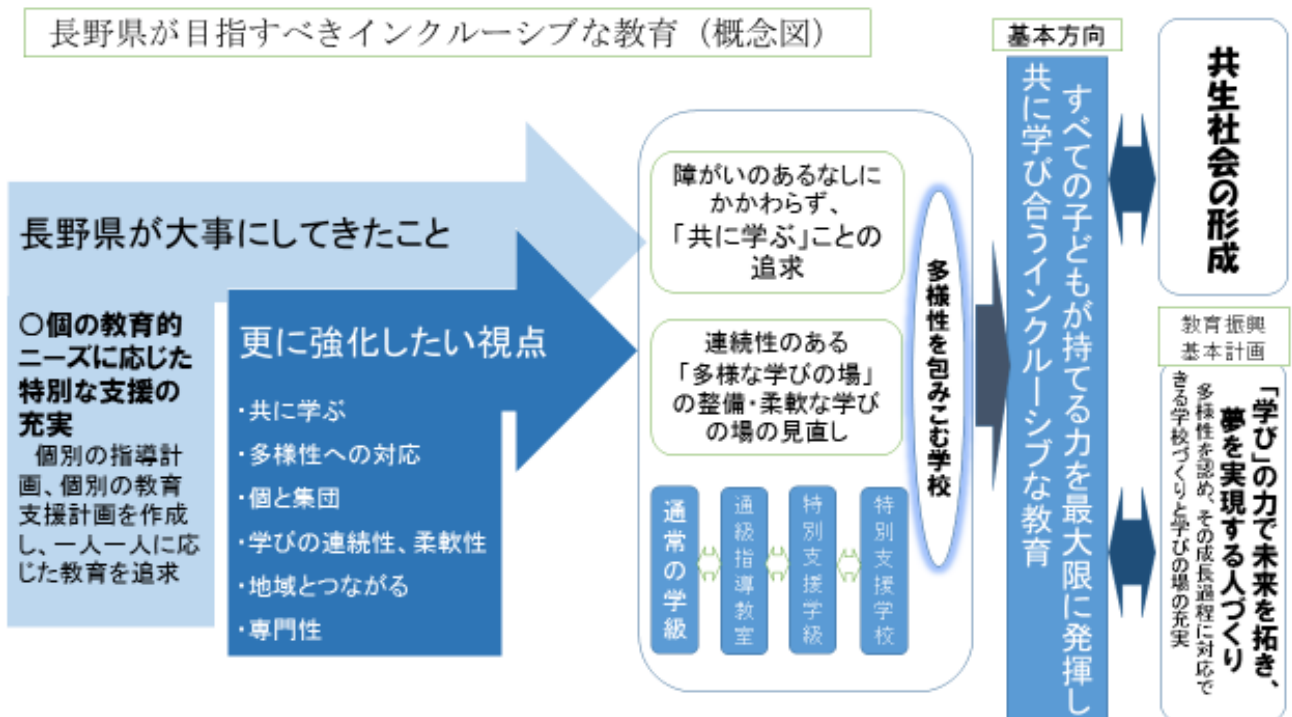 長野県が目指すべきインクルーシブな教育（概念図）
長野県が大事にしてきたこと
〇個の教育的
ニーズに応じた
特別な支援の
充実
個別の指導計
画、個別の教育
支援計画を作成
し、一人一人に応
じた教育を追求
更に強化したい視点
・共に学ぶ
・多様性への対応
・個と集団
・学びの連続性、柔軟性
・地域とつながる
・専門性
障がいのあるなしに
かかわらず、
「共に学ぶ」ことの
追求
連続性のある
「多様な学びの場」
の整備・柔軟な学び
の場の見直し
通常の学級
通級指導教室
特別支援学級
特別支援学校
多様性を包みこむ学校
基本方向
すべての子どもが持てる力を最大限に発揮し
共に学び合うインクルーシブな教育
共生社会の形成
教育振興
基本計画
「学び」の力で未来を拓き、
夢を実現する人づくり
多様性を認め、その成長過程に対応で
きる学校づくりと学びの場の充実